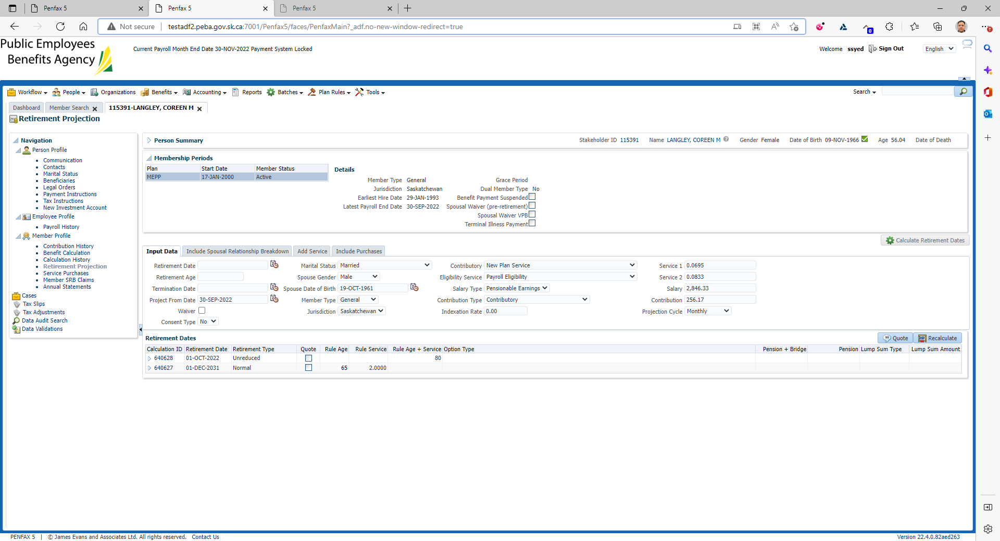 Penfax 5
Penfax 5
Penfax 5
Not secure testadf2.peba.gov.sk.ca:7001/Penfax5/faces/PenfaxMain?_adf.no-new-window-redirect=true
Public Employees
Benefits Agency
Current Payroll Month End Date 30-NOV-2022 Payment System Locked
Welcome ssyed Sign Out English
Workflow People Organizations Benefits Accounting Reports Batches Plan Rules Tools Search
Dashboard Member Search 115391-LANGLEY, COREEN M
Retirement Projection
Navigation
Person Profile
Communication
Contacts
Marital Status
Beneficiaries
Legal Orders
Payment Instructions
Tax Instructions
New Investment Account
Employee Profile
Payroll History
Member Profile
Contribution History
Benefit Calculation
Calculation History
Retirement Projection
Service Purchases
Member SRB Claims
Annual Statements
Cases
Tax Slips
Tax Adjustments
Data Audit Search
Data Validations
Person Summary Stakeholder ID 115391 Name LANGLEY, COREEN M Gender Female Date of Birth 09-NOV-1966 Age 56.04 Date of Death
Membership Periods
Plan Start Date Member Status
MEPP 17-JAN-2000 Active
Details
Member Type General Grace Period
Jurisdiction Saskatchewan Dual Member Type No
Earliest Hire Date 29-JAN-1993 Benefit Payment Suspended
Latest Payroll End Date 30-SEP-2022 Spousal Waiver (pre-retirement)
Spousal Waiver VPB
Terminal Illness Payment
Calculate Retirement Dates
Input Data Include Spousal Relationship Breakdown Add Service Include Purchases
Retirement Date Marital Status Married Contributory New Plan Service Service 1 0.0695
Retirement Age Spouse Gender Male Eligibility Service Payroll Eligibility Service 2 0.0833
Termination Date Spouse Date of Birth 19-OCT-1961 Salary Type Pensionable Earnings Salary 2,846.33
Project From Date 30-SEP-2022 Member Type General Contribution Type Contributory Contribution 256.17
Waiver Jurisdiction Saskatchewan Indexation Rate 0.00 Projection Cycle Monthly
Consent Type No
Retirement Dates Quote Recalculate
Calculation ID Retirement Date Retirement Type Quote Rule Age Rule Service Rule Age + Service Option Type Pension + Bridge Pension Lump Sum Type Lump Sum Amount
640628 01-OCT-2022 Unreduced 80
640627 01-DEC-2031 Normal 65 2.0000
PENFAX 5 | © James Evans and Associates Ltd. All rights reserved. Contact Us Version 22.4.0.82aed263